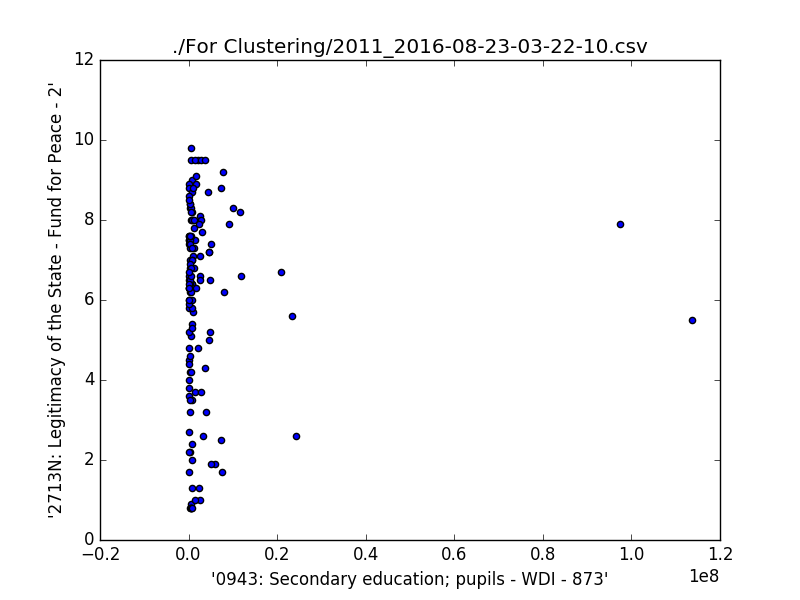 ./For Clustering/2011_2016-08-23-03-22-10.csv
12
10
8
6
4
2
0
'2713N: Legitimacy of the State - Fund for Peace - 2'
−0.2 0.0 0.2 0.4 0.6 0.8 1.0 1.2
1e8
'0943: Secondary education; pupils - WDI - 873'